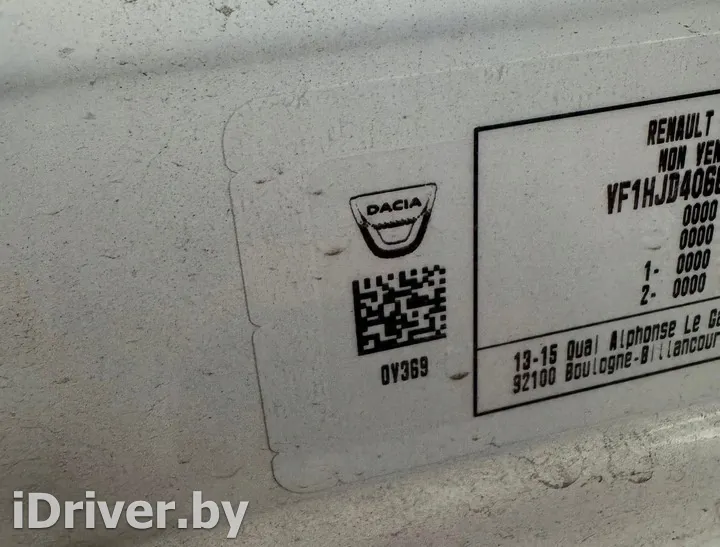 DACIA
0V369
RENAULT
NON VEN
VF1HJD406
0000
0000
1- 0000
2- 0000
13-15 Quai Alphonse Le Ga
92100 Boulogne-Billancour
iDriver.by